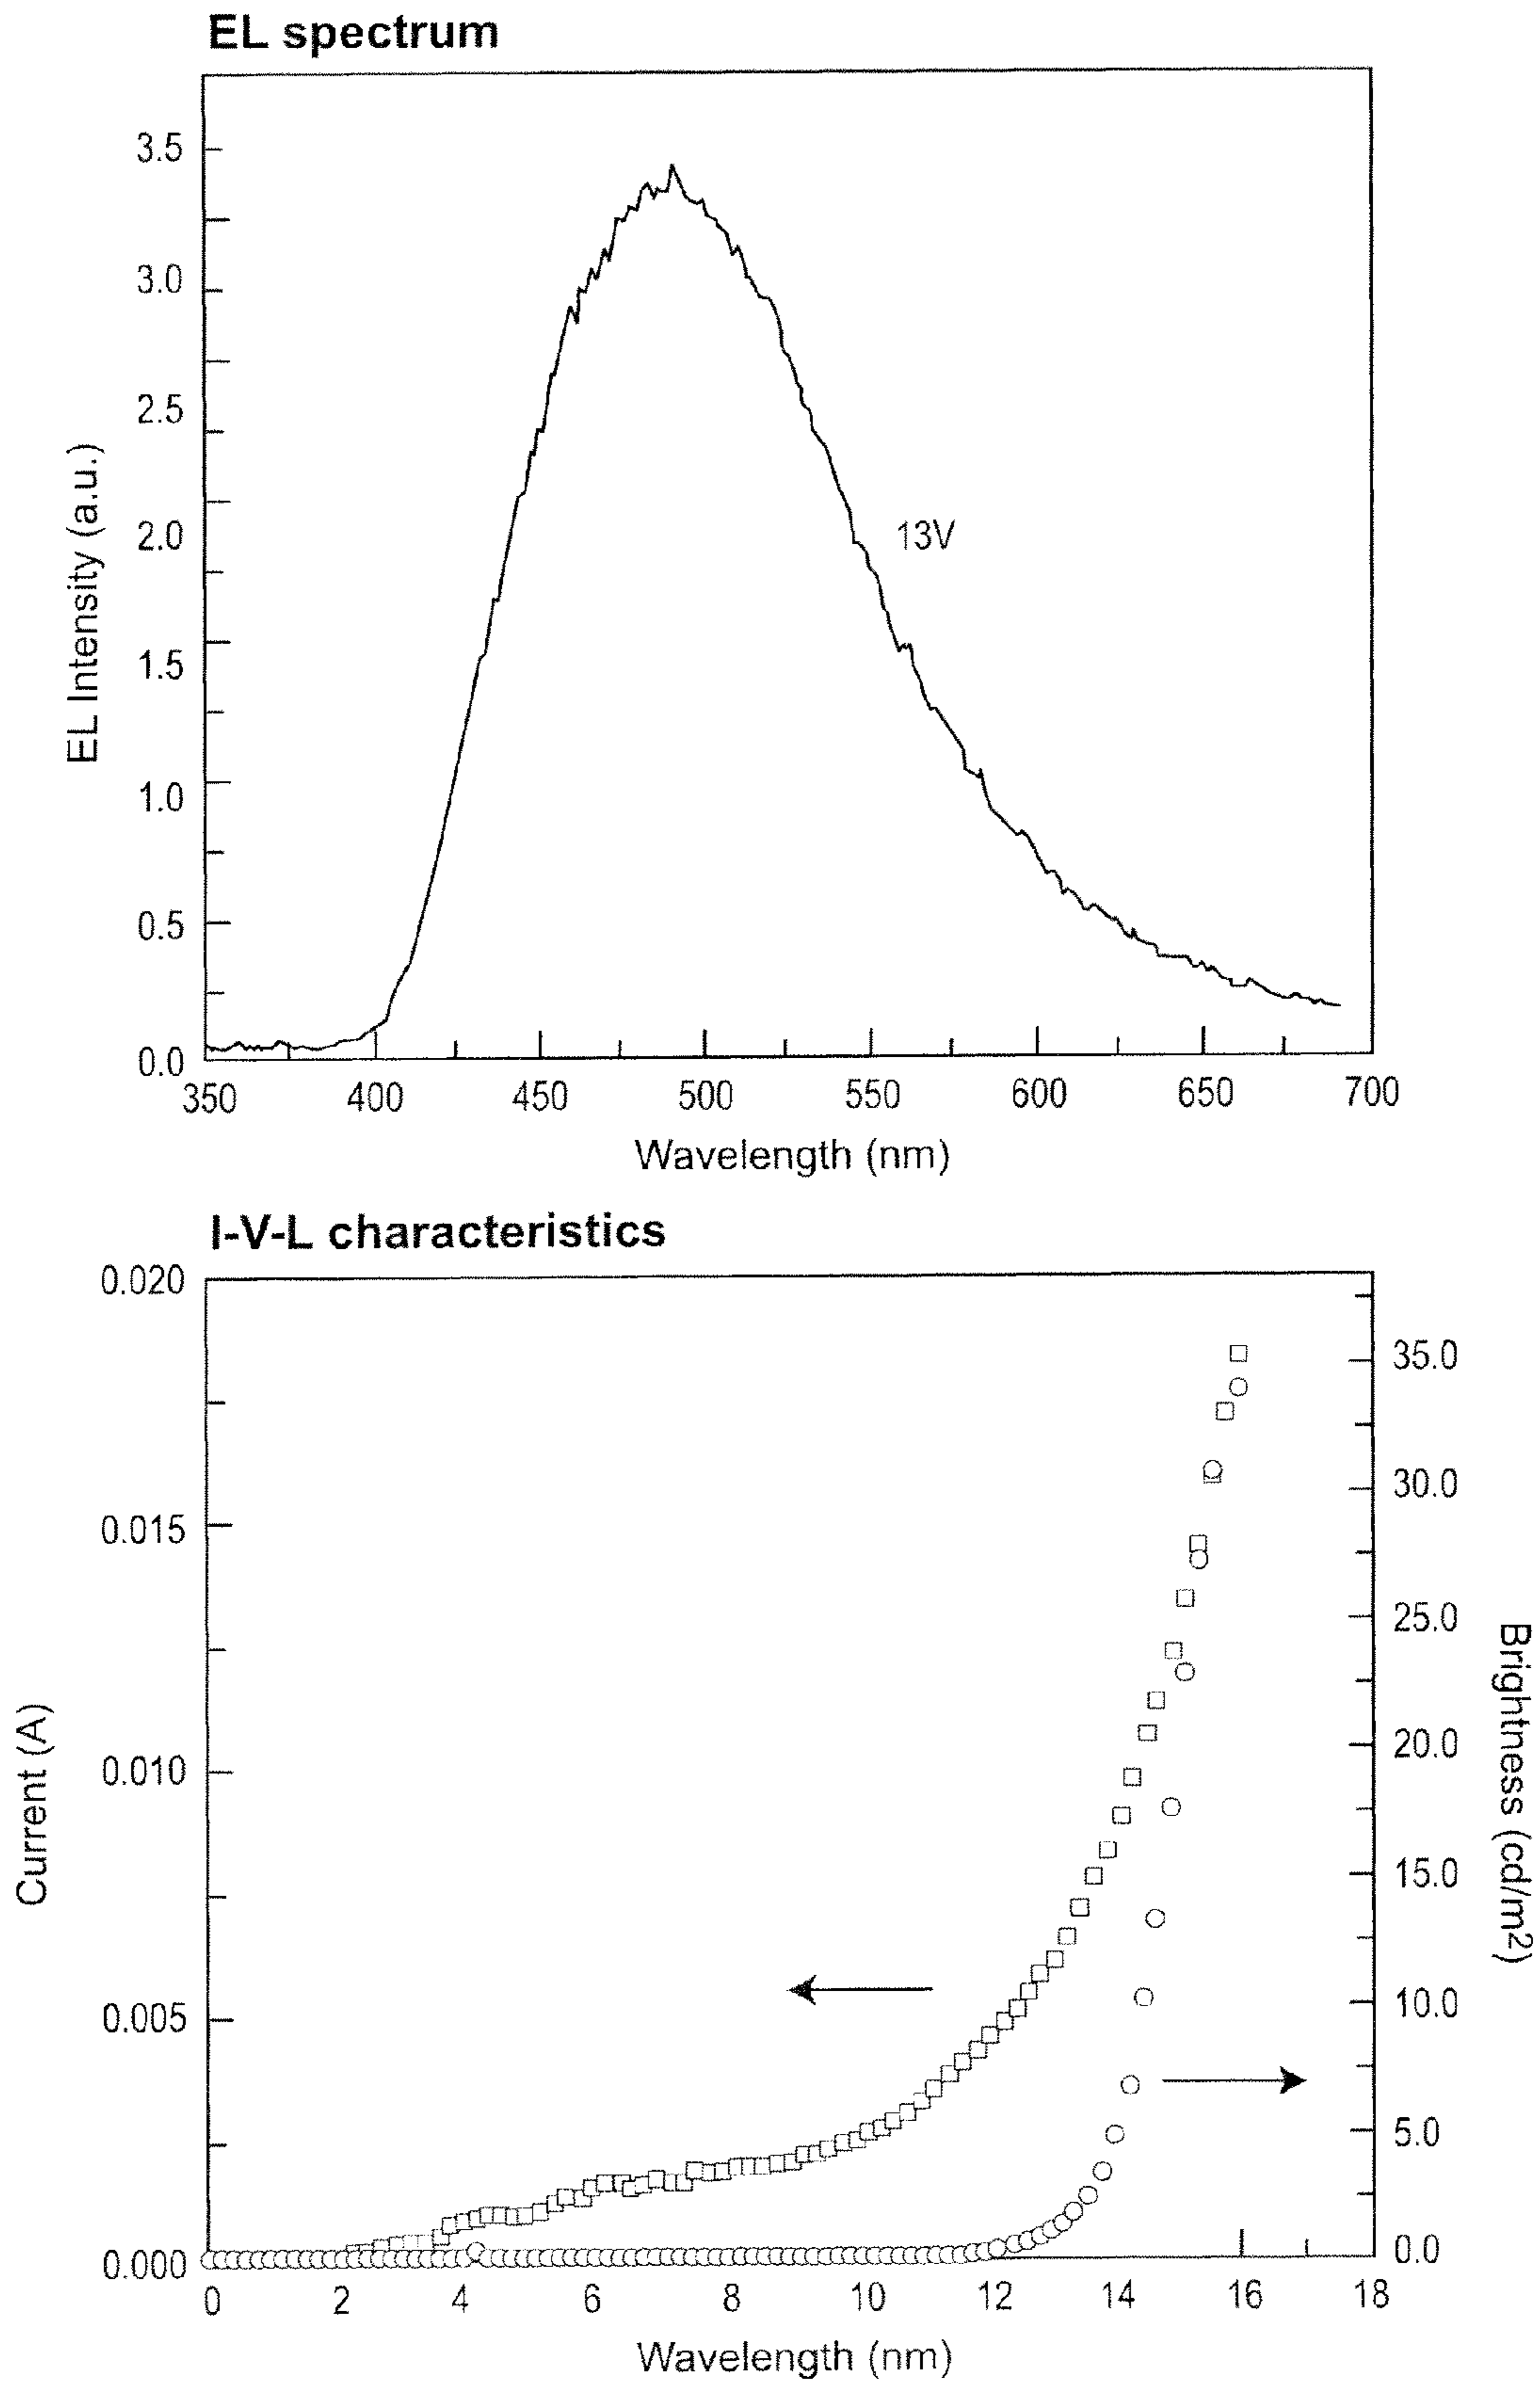 EL spectrum
3.5
3.0
2.5
2.0
1.5
1.0
0.5
0.0
EL Intensity (a.u.)
13V
350 400 450 500 550 600 650 700
Wavelength (nm)
I-V-L characteristics
0.020
0.015
0.010
0.005
0.000
Current (A)
35.0
30.0
25.0
20.0
15.0
10.0
5.0
0.0
Brightness (cd/m²)
0 2 4 6 8 10 12 14 16 18
Wavelength (nm)